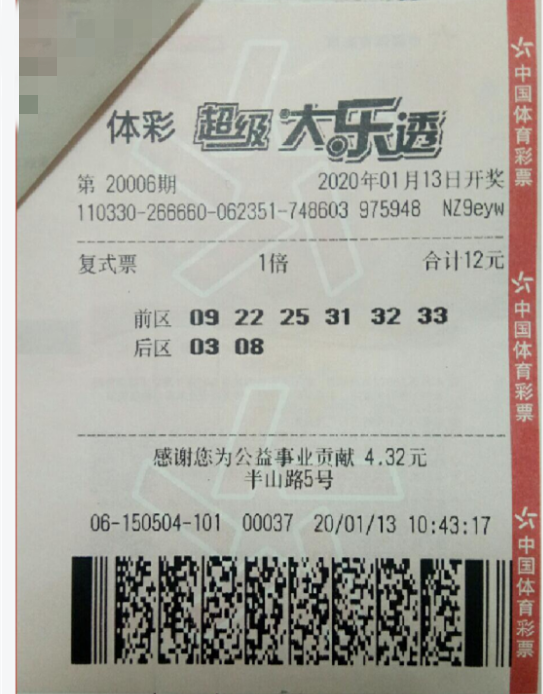 体彩 超级大乐透
第 20006期 2020年01月13日开奖
110330-266660-062351-748603 975948 NZ9eyw
复式票 1倍 合计12元
前区 09 22 25 31 32 33
后区 03 08
感谢您为公益事业贡献 4.32元
半山路5号
06-150504-101 00037 20/01/13 10:43:17
中国体育彩票
中国体育彩票
中国体育彩票